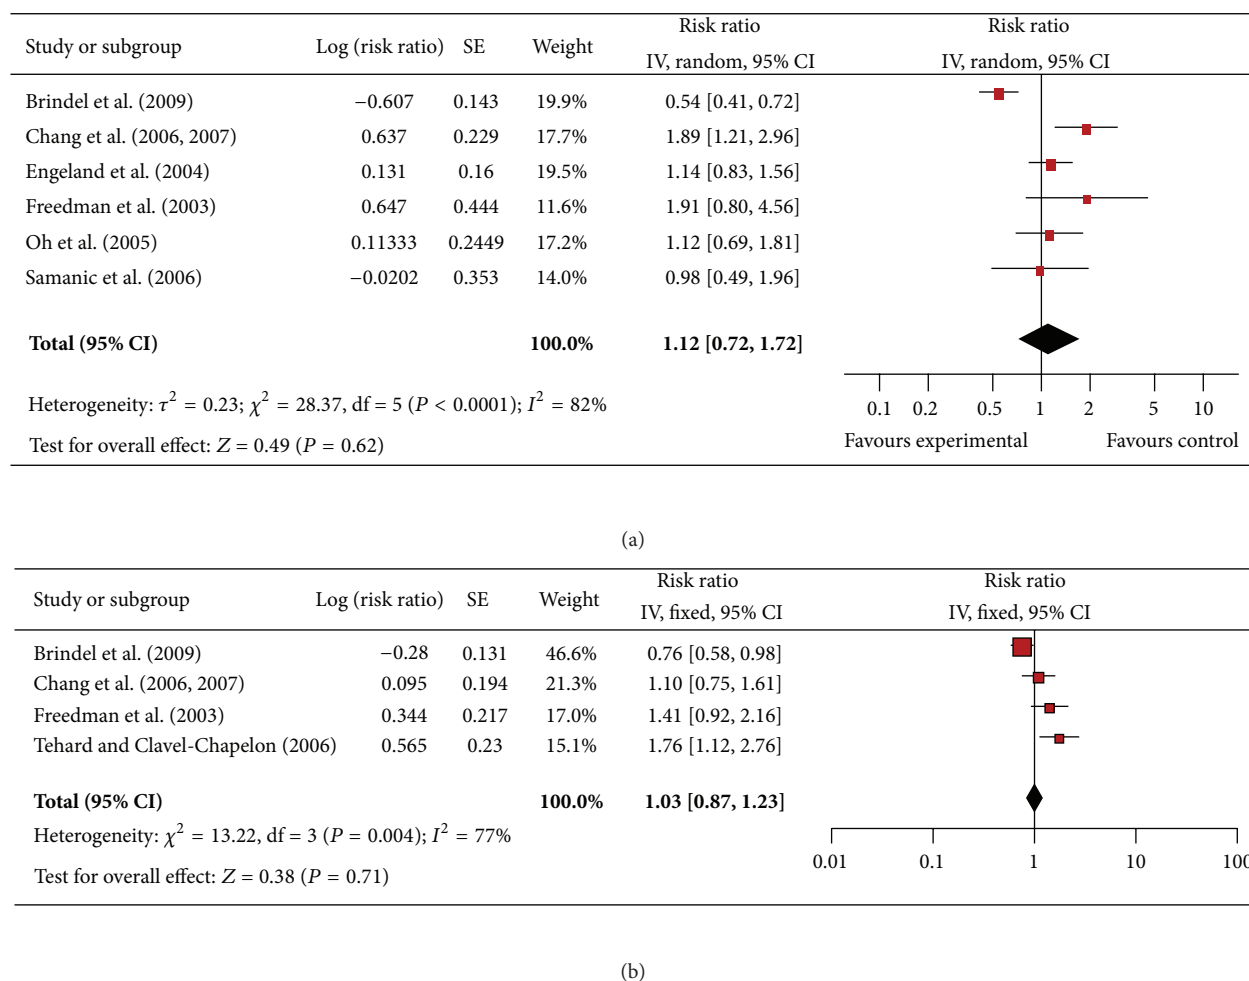 Study or subgroup Log (risk ratio) SE Weight Risk ratio Risk ratio
IV, random, 95% CI IV, random, 95% CI
Brindel et al. (2009) −0.607 0.143 19.9% 0.54 [0.41, 0.72]
Chang et al. (2006, 2007) 0.637 0.229 17.7% 1.89 [1.21, 2.96]
Engeland et al. (2004) 0.131 0.16 19.5% 1.14 [0.83, 1.56]
Freedman et al. (2003) 0.647 0.444 11.6% 1.91 [0.80, 4.56]
Oh et al. (2005) 0.11333 0.2449 17.2% 1.12 [0.69, 1.81]
Samanic et al. (2006) −0.0202 0.353 14.0% 0.98 [0.49, 1.96]
Total (95% CI) 100.0% 1.12 [0.72, 1.72]
Heterogeneity: τ² = 0.23; χ² = 28.37, df = 5 (P < 0.0001); I² = 82%
0.1 0.2 0.5 1 2 5 10
Test for overall effect: Z = 0.49 (P = 0.62)
Favours experimental Favours control
(a)
Study or subgroup Log (risk ratio) SE Weight Risk ratio Risk ratio
IV, fixed, 95% CI IV, fixed, 95% CI
Brindel et al. (2009) −0.28 0.131 46.6% 0.76 [0.58, 0.98]
Chang et al. (2006, 2007) 0.095 0.194 21.3% 1.10 [0.75, 1.61]
Freedman et al. (2003) 0.344 0.217 17.0% 1.41 [0.92, 2.16]
Tehard and Clavel-Chapelon (2006) 0.565 0.23 15.1% 1.76 [1.12, 2.76]
Total (95% CI) 100.0% 1.03 [0.87, 1.23]
Heterogeneity: χ² = 13.22, df = 3 (P = 0.004); I² = 77%
0.01 0.1 1 10 100
Test for overall effect: Z = 0.38 (P = 0.71)
(b)